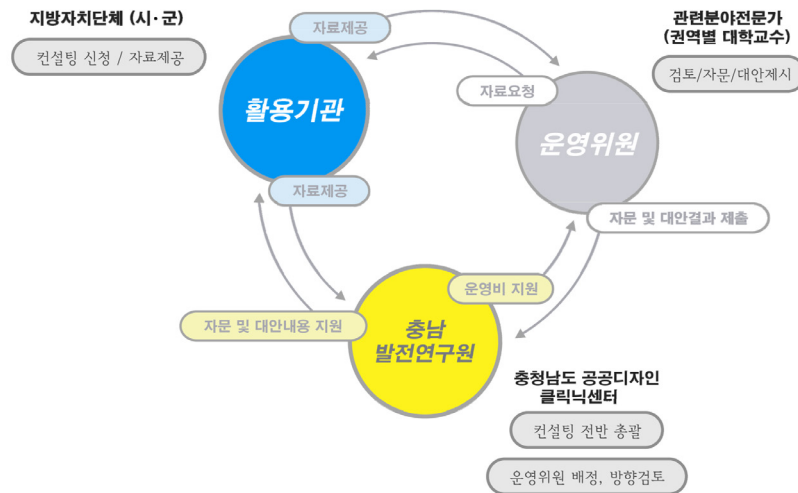 지방자치단체 (시·군)
컨설팅 신청 / 자료제공
자료제공
관련분야전문가
(권역별 대학교수)
검토/자문/대안제시
자료요청
활용기관
운영위원
자료제공
자문 및 대안결과 제출
운영비 지원
자문 및 대안내용 지원
충남
발전연구원
충청남도 공공디자인
클릭닉센터
컨설팅 전반 총괄
운영위원 배정, 방향검토